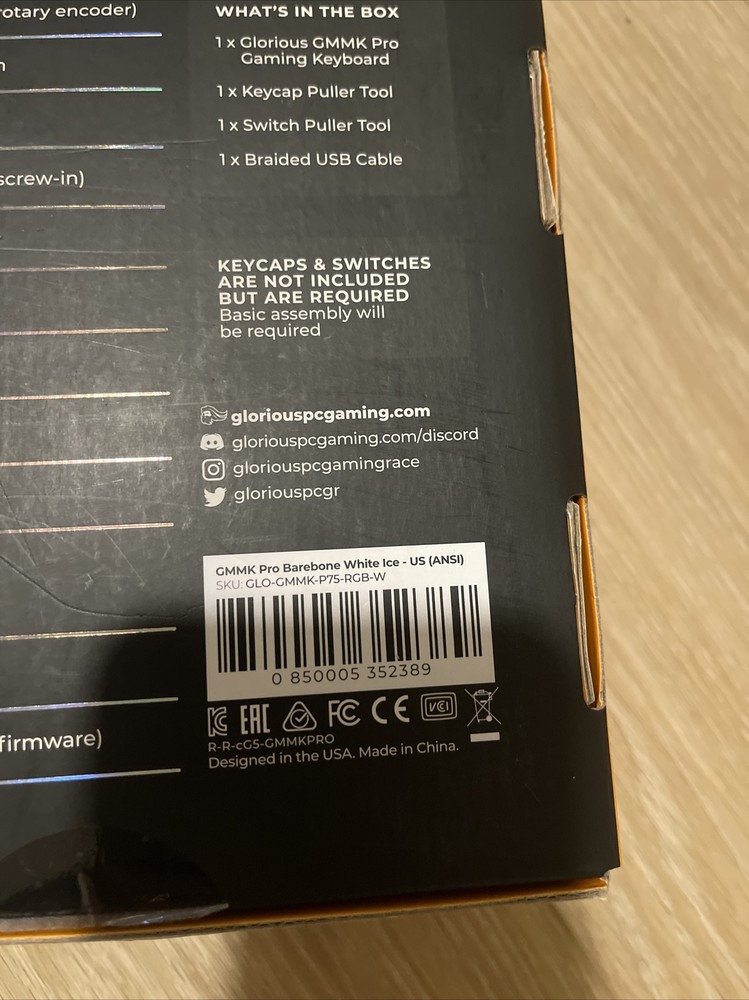 rotary encoder)
screw-in)
firmware)
WHAT'S IN THE BOX
1 x Glorious GMMK Pro
Gaming Keyboard
1 x Keycap Puller Tool
1 x Switch Puller Tool
1 x Braided USB Cable
KEYCAPS & SWITCHES
ARE NOT INCLUDED
BUT ARE REQUIRED
Basic assembly will
be required
gloriouspcgaming.com
gloriouspcgaming.com/discord
gloriouspcgamingrace
gloriouspcgr
GMMK Pro Barebone White Ice - US (ANSI)
SKU: GLO-GMMK-P75-RGB-W
0 850005 352389
EAC FC CE VCI
R-R-cG5-GMMKPRO
Designed in the USA. Made in China.